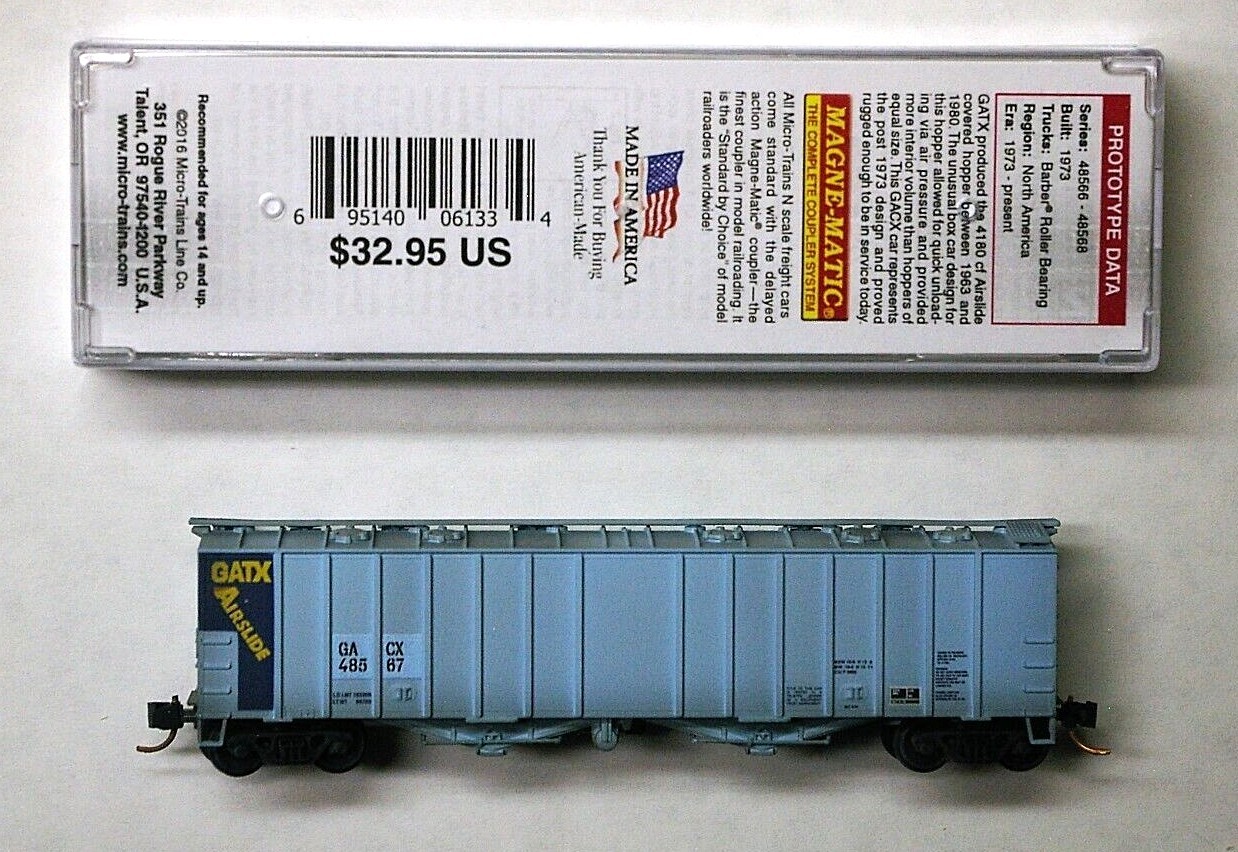 PROTOTYPE DATA
Series: 48566 - 48568
Built: 1973
Trucks: Barber® Roller Bearing
Region: North America
Era: 1973 - present
GATX produced the 4180 cf Airslide
covered hopper between 1963 and
1980. The unusual box car design for
this hopper allowed for quick unload-
ing via air pressure and provided
more interior volume than hoppers of
equal size. This GACX car represents
the post 1973 design and proved
rugged enough to be in service today.
MAGNE-MATIC®
THE COMPLETE COUPLER SYSTEM
All Micro-Trains N scale freight cars
come standard with the delayed
action Magne-Matic® coupler—the
finest coupler in model railroading. It
is the "Standard by Choice" of model
railroaders worldwide!
MADE IN AMERICA
Thank You For Buying
American-Made
6 95140 06133 4
$32.95 US
Recommended for ages 14 and up.
©2016 Micro-Trains Line Co.
351 Rogue River Parkway
Talent, OR 97540-4200 U.S.A.
www.micro-trains.com
GATX
AIRSLIDE
GA CX
485 67